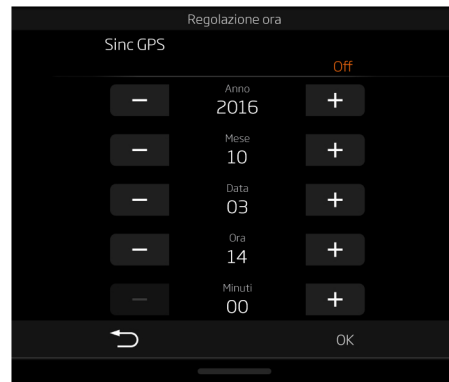 Regolazione ora
Sinc GPS
Off
Anno
− 2016 +
Mese
− 10 +
Data
− 03 +
Ora
− 14 +
Minuti
− 00 +
OK